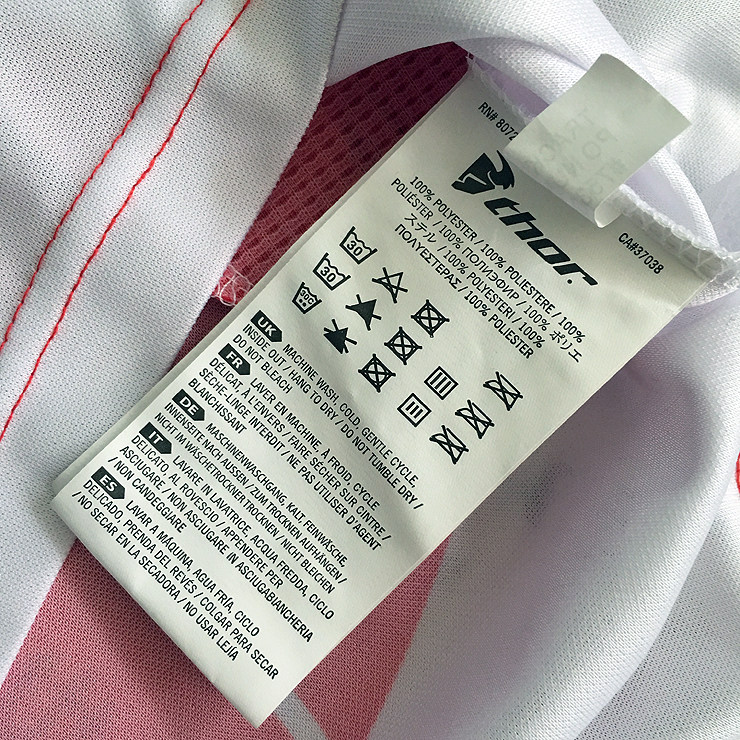 RN# 8072
CA#37038
thor.
100% POLYESTER / 100% POLIESTERE / 100%
POLIÉSTER / 100% ПОЛИЭФИР / 100% ポリエ
ステル / 100% POLYESTERI / 100%
ΠΟΛΥΕΣΤΕΡΑΣ / 100% POLIESTER
30
30
300
UK MACHINE WASH, COLD, GENTLE CYCLE,
INSIDE OUT / HANG TO DRY / DO NOT TUMBLE DRY /
DO NOT BLEACH
FR LAVER EN MACHINE, À FROID, CYCLE
DÉLICAT, À L'ENVERS / FAIRE SÉCHER SUR CINTRE /
SÈCHE-LINGE INTERDIT / NE PAS UTILISER D'AGENT
BLANCHISSANT
DE MASCHINENWASCHGANG, KALT, FEINWÄSCHE,
INNENSEITE NACH AUSSEN / ZUM TROCKNEN AUFHÄNGEN /
NICHT IM WÄSCHETROCKNER TROCKNEN / NICHT BLEICHEN
IT LAVARE IN LAVATRICE, ACQUA FREDDA, CICLO
DELICATO, AL ROVESCIO / APPENDERE PER
ASCIUGARE / NON ASCIUGARE IN ASCIUGABIANCHERIA
/ NON CANDEGGIARE
ES LAVAR A MÁQUINA, AGUA FRÍA, CICLO
DELICADO, PRENDA DEL REVÉS / COLGAR PARA SECAR
/ NO SECAR EN LA SECADORA / NO USAR LEJÍA